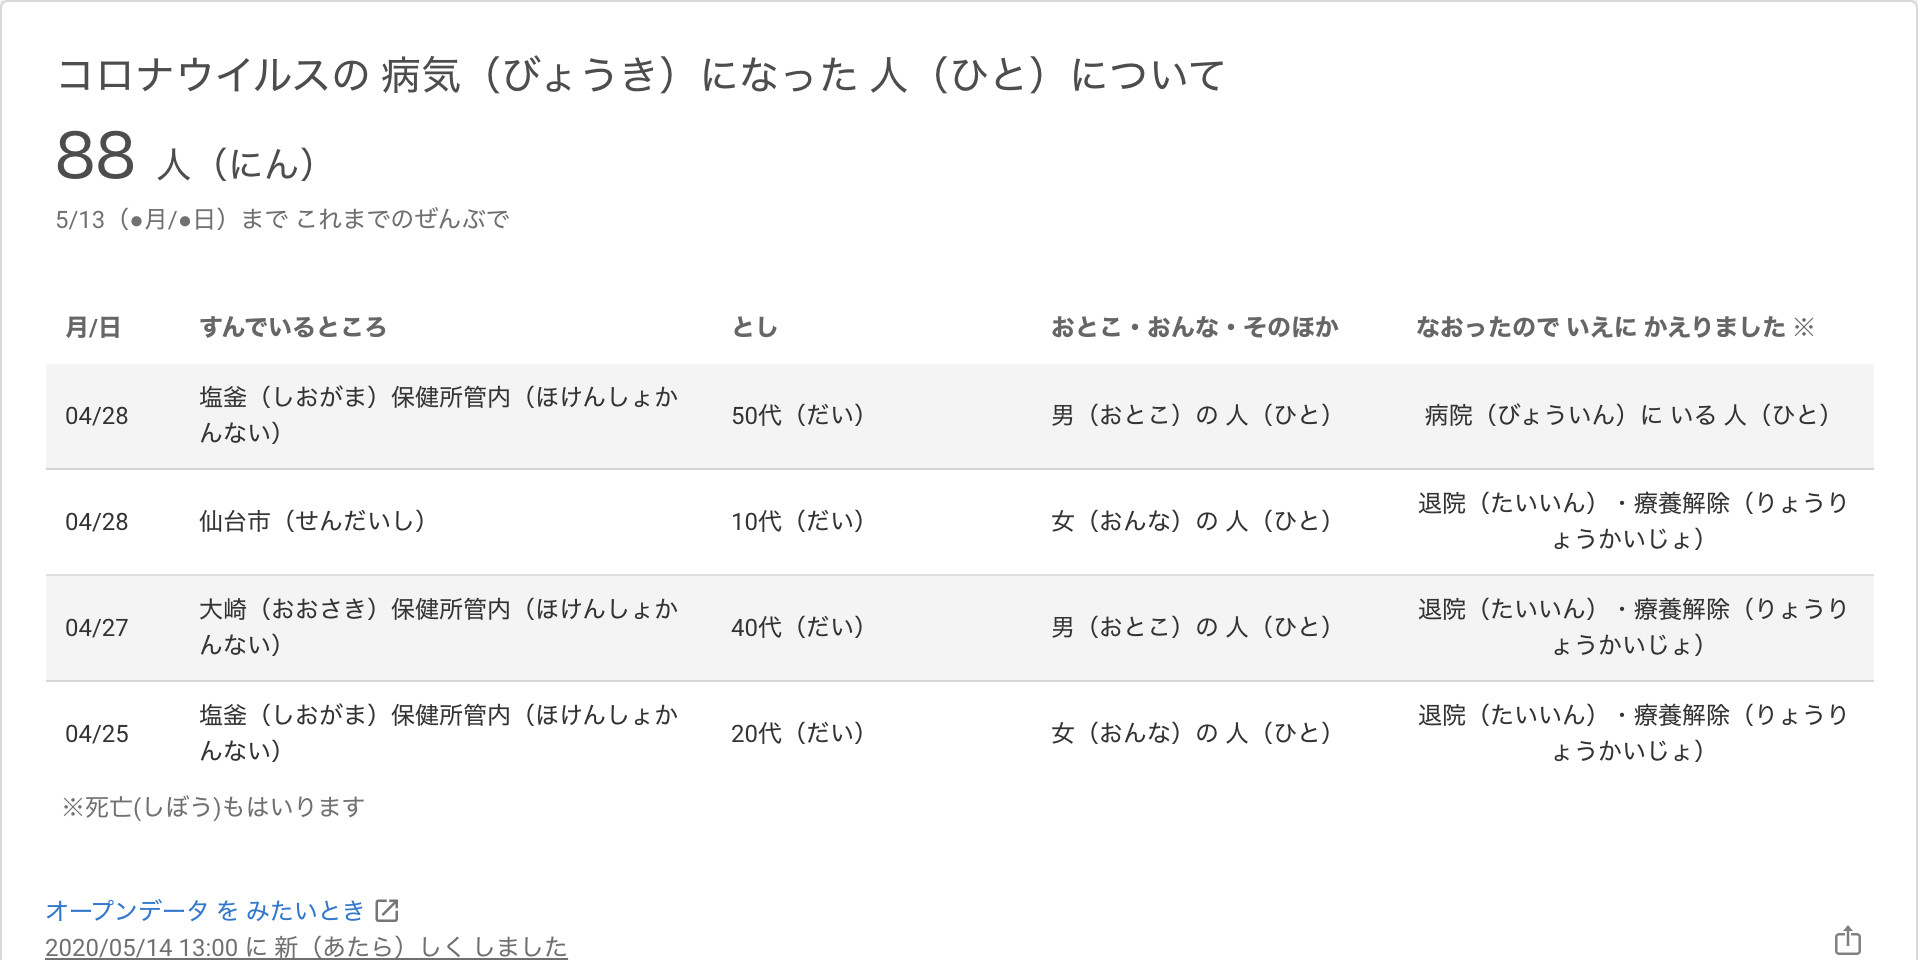 コロナウイルスの 病気（びょうき）になった 人（ひと）について
88 人（にん）
5/13（●月/●日）まで これまでのぜんぶで
月/日 すんでいるところ とし おとこ・おんな・そのほか なおったので いえに かえりました ※
04/28 塩釜（しおがま）保健所管内（ほけんしょか
んない） 50代（だい） 男（おとこ）の 人（ひと） 病院（びょういん）に いる 人（ひと）
04/28 仙台市（せんだいし） 10代（だい） 女（おんな）の 人（ひと） 退院（たいいん）・療養解除（りょうり
ょうかいじょ）
04/27 大崎（おおさき）保健所管内（ほけんしょか
んない） 40代（だい） 男（おとこ）の 人（ひと） 退院（たいいん）・療養解除（りょうり
ょうかいじょ）
04/25 塩釜（しおがま）保健所管内（ほけんしょか
んない） 20代（だい） 女（おんな）の 人（ひと） 退院（たいいん）・療養解除（りょうり
ょうかいじょ）
※死亡(しぼう)もはいります
オープンデータ を みたいとき
2020/05/14 13:00 に 新（あたら）しく しました